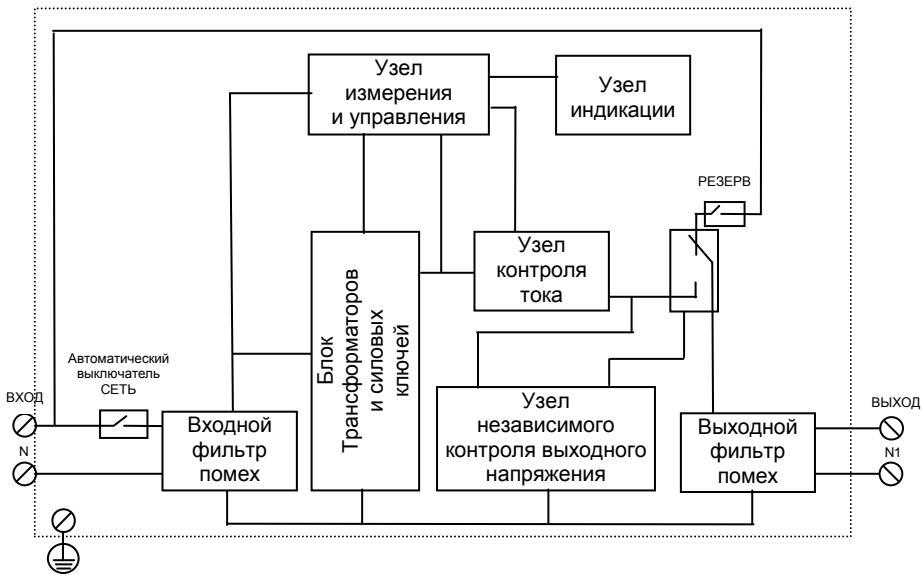 Узел
измерения
и управления
Узел
индикации
РЕЗЕРВ
Узел
контроля
тока
Блок
Трансформаторов
и силовых
ключей
Автоматический
выключатель
СЕТЬ
ВХОД
N
Входной
фильтр
помех
Узел
независимого
контроля выходного
напряжения
Выходной
фильтр
помех
ВЫХОД
N1